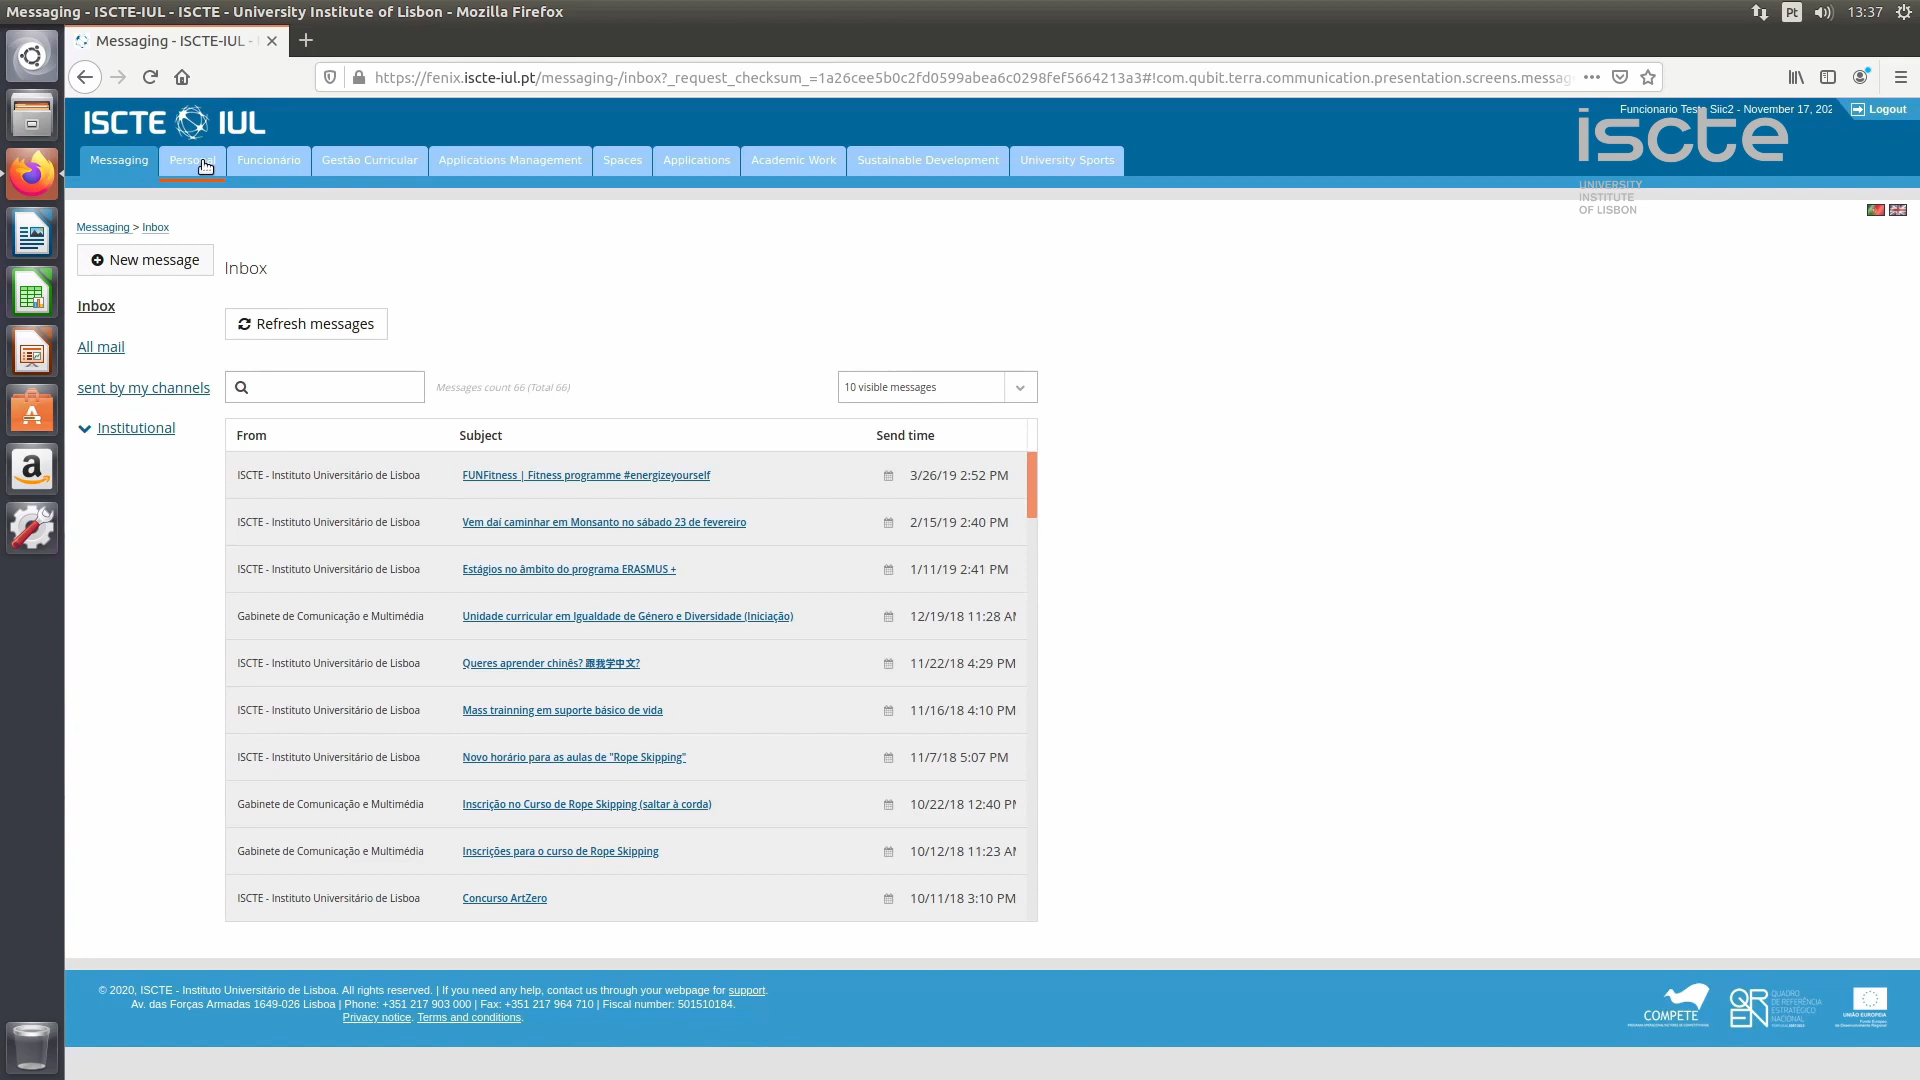 Messaging - ISCTE-IUL - ISCTE - University Institute of Lisbon - Mozilla Firefox
Pt
13:37
Messaging - ISCTE-IUL -
https://fenix.iscte-iul.pt/messaging-/inbox?_request_checksum_=1a26cee5b0c2fd0599abea6c0298fef5664213a3#!com.qubit.terra.communication.presentation.screens.messag
ISCTE IUL
Funcionario Teste Siic2 - November 17, 202
Logout
iscte
UNIVERSITY
INSTITUTE
OF LISBON
Messaging
Funcionário
Gestão Curricular
Applications Management
Spaces
Applications
Academic Work
Sustainable Development
University Sports
Messaging > Inbox
New message
Inbox
Inbox
All mail
sent by my channels
Institutional
Refresh messages
Messages count 66 (Total 66)
10 visible messages
From Subject Send time
ISCTE - Instituto Universitário de Lisboa FUNFitness | Fitness programme #energizeyourself 3/26/19 2:52 PM
ISCTE - Instituto Universitário de Lisboa Vem daí caminhar em Monsanto no sábado 23 de fevereiro 2/15/19 2:40 PM
ISCTE - Instituto Universitário de Lisboa Estágios no âmbito do programa ERASMUS + 1/11/19 2:41 PM
Gabinete de Comunicação e Multimédia Unidade curricular em Igualdade de Género e Diversidade (Iniciação) 12/19/18 11:28 AM
ISCTE - Instituto Universitário de Lisboa Queres aprender chinês? 跟我学中文? 11/22/18 4:29 PM
ISCTE - Instituto Universitário de Lisboa Mass trainning em suporte básico de vida 11/16/18 4:10 PM
ISCTE - Instituto Universitário de Lisboa Novo horário para as aulas de "Rope Skipping" 11/7/18 5:07 PM
Gabinete de Comunicação e Multimédia Inscrição no Curso de Rope Skipping (saltar à corda) 10/22/18 12:40 PM
Gabinete de Comunicação e Multimédia Inscrições para o curso de Rope Skipping 10/12/18 11:23 AM
ISCTE - Instituto Universitário de Lisboa Concurso ArtZero 10/11/18 3:10 PM
© 2020, ISCTE - Instituto Universitário de Lisboa. All rights reserved. | If you need any help, contact us through your webpage for support.
Av. das Forças Armadas 1649-026 Lisboa | Phone: +351 217 903 000 | Fax: +351 217 964 710 | Fiscal number: 501510184.
Privacy notice. Terms and conditions.
COMPETE
QREN
QUADRO
DE REFERÊNCIA
ESTRATÉGICO
NACIONAL
UNIÃO EUROPEIA